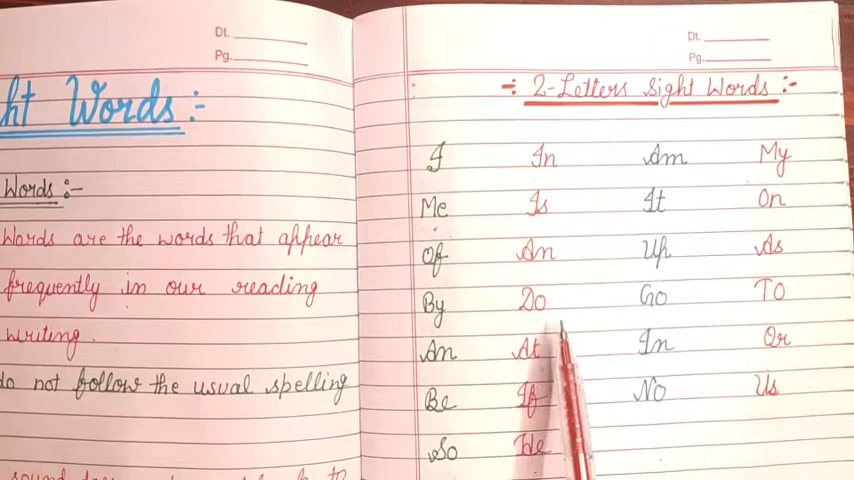 Dt.
Pg.
ht Words :-
Words :-
Words are the words that appear
frequently in our reading
writing.
do not follow the usual spelling
Dt.
Pg.
÷ 2-Letters Sight Words :-
I In Am My
Me Is It On
Of An Up As
By Do Go To
An At In Or
Be If No Us
So We